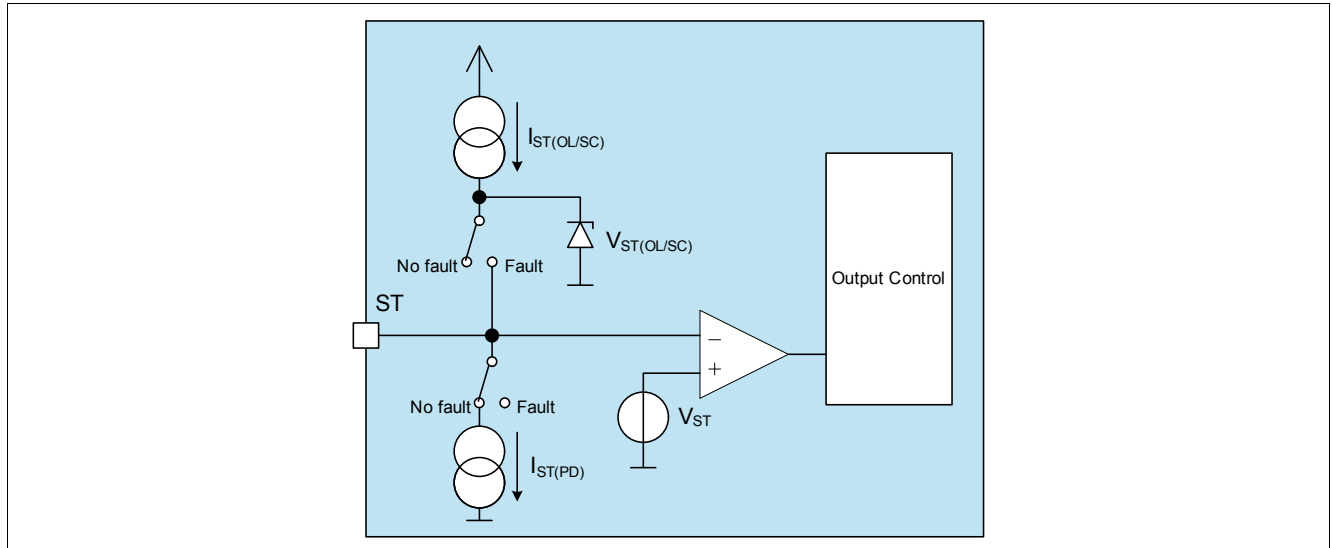 I_ST(OL/SC)
V_ST(OL/SC)
No fault
Fault
Output Control
ST
−
+
No fault
Fault
V_ST
I_ST(PD)